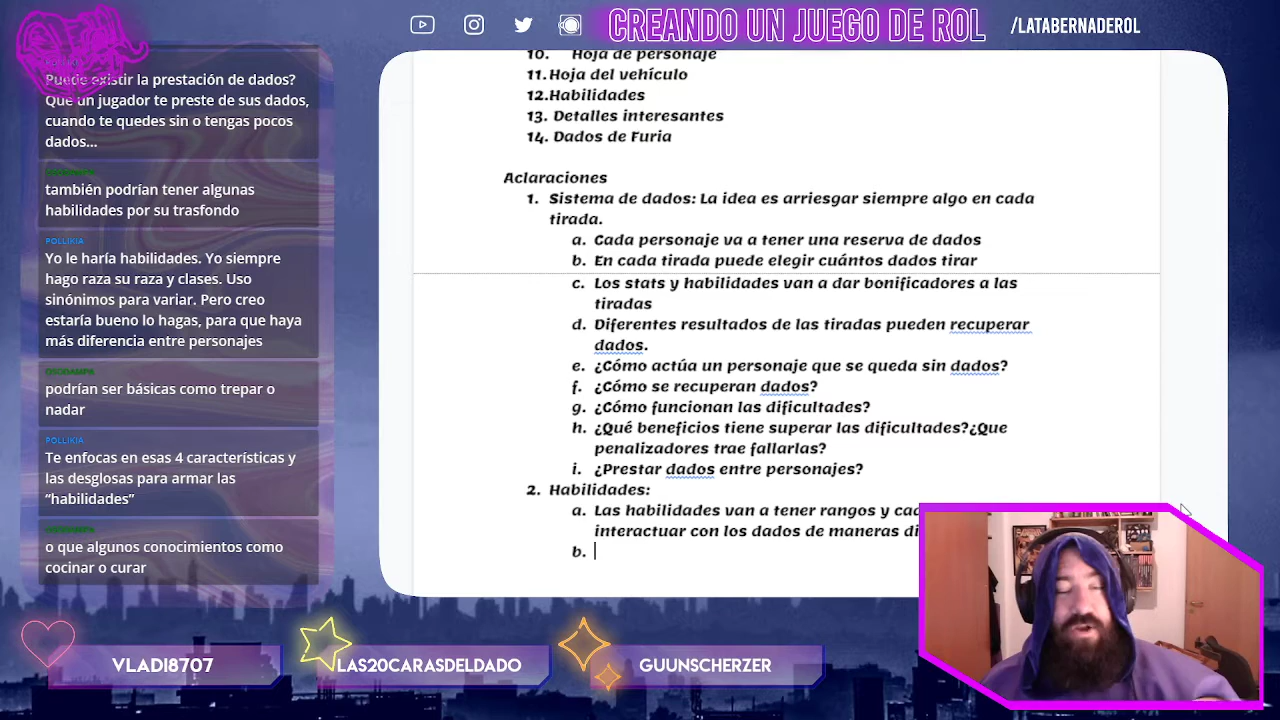 CREANDO UN JUEGO DE ROL
/LATABERNADEROL
POLLIKIA
Puede existir la prestación de dados?
Que un jugador te preste de sus dados,
cuando te quedes sin o tengas pocos
dados...
también podrían tener algunas
habilidades por su trasfondo
POLLIKIA
Yo le haría habilidades. Yo siempre
hago raza su raza y clases. Uso
sinónimos para variar. Pero creo
estaría bueno lo hagas, para que haya
más diferencia entre personajes
podrían ser básicas como trepar o
nadar
POLLIKIA
Te enfocas en esas 4 características y
las desglosas para armar las
“habilidades”
o que algunos conocimientos como
cocinar o curar
10. Hoja de personaje
11. Hoja del vehículo
12. Habilidades
13. Detalles interesantes
14. Dados de Furia
Aclaraciones
1. Sistema de dados: La idea es arriesgar siempre algo en cada
tirada.
a. Cada personaje va a tener una reserva de dados
b. En cada tirada puede elegir cuántos dados tirar
c. Los stats y habilidades van a dar bonificadores a las
tiradas
d. Diferentes resultados de las tiradas pueden recuperar
dados.
e. ¿Cómo actúa un personaje que se queda sin dados?
f. ¿Cómo se recuperan dados?
g. ¿Cómo funcionan las dificultades?
h. ¿Qué beneficios tiene superar las dificultades?¿Que
penalizadores trae fallarlas?
i. ¿Prestar dados entre personajes?
2. Habilidades:
a. Las habilidades van a tener rangos y cad
interactuar con los dados de maneras di
b.
VLADI8707
LAS20CARASDELDADO
GUUNSCHERZER